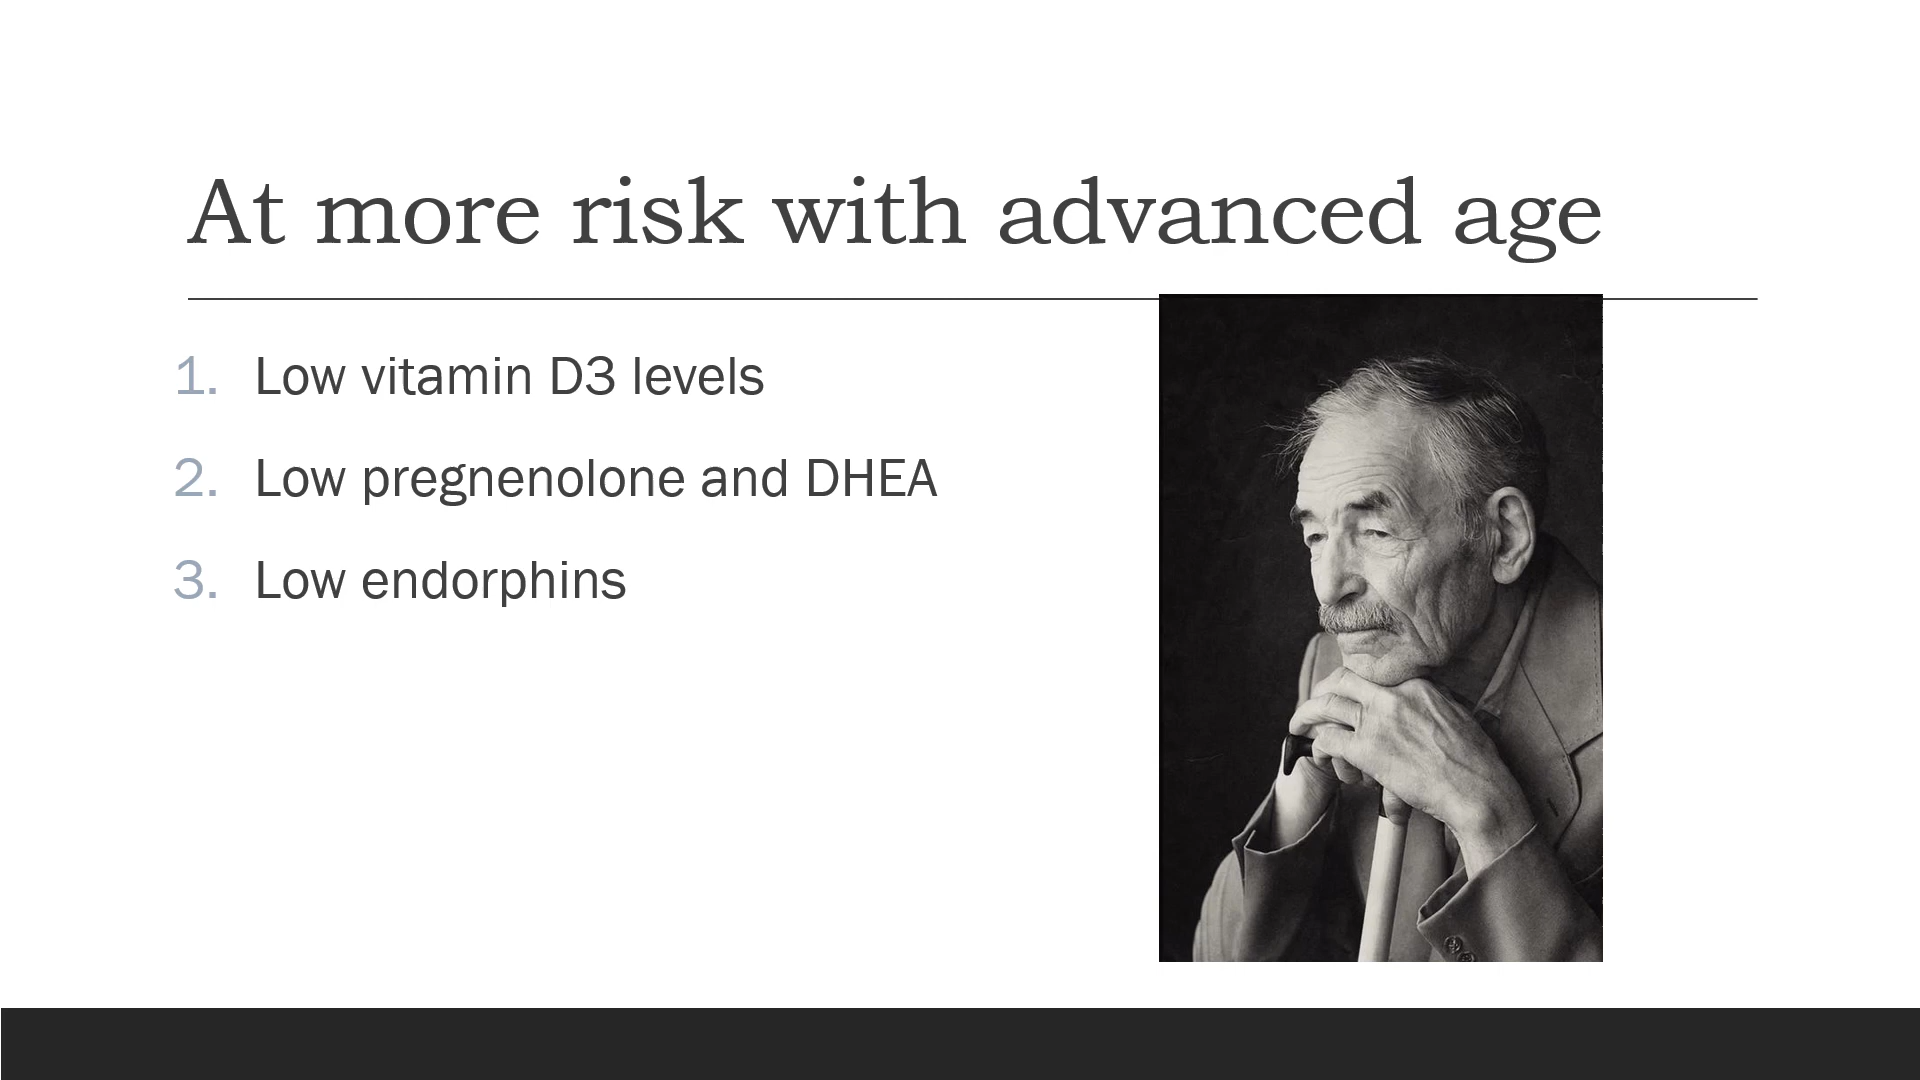 At more risk with advanced age
1. Low vitamin D3 levels
2. Low pregnenolone and DHEA
3. Low endorphins